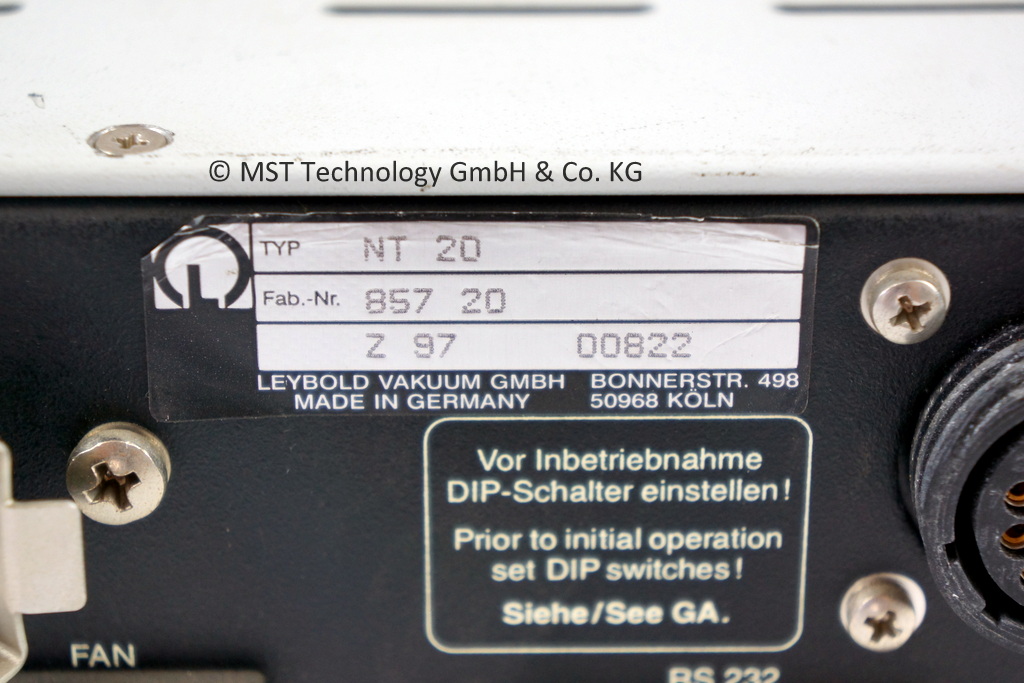 © MST Technology GmbH & Co. KG
TYP NT 20
Fab.-Nr. 857 20
Z 97 00822
LEYBOLD VAKUUM GMBH BONNERSTR. 498
MADE IN GERMANY 50968 KÖLN
Vor Inbetriebnahme
DIP-Schalter einstellen!
Prior to initial operation
set DIP switches!
Siehe/See GA.
FAN
RS 232